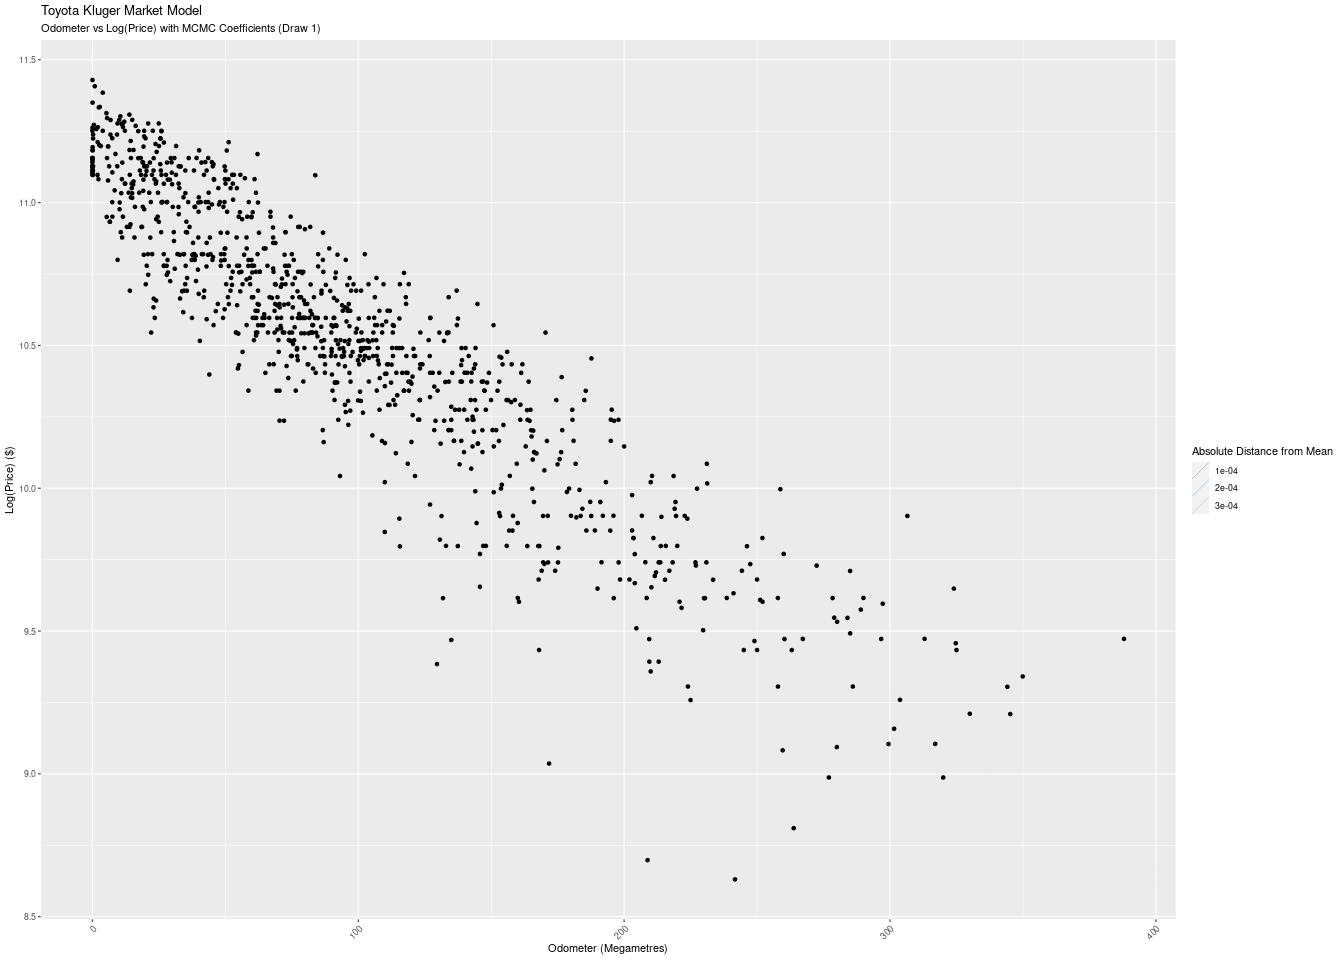 Toyota Kluger Market Model
Odometer vs Log(Price) with MCMC Coefficients (Draw 1)
11.5
11.0
10.5
10.0
9.5
9.0
8.5
Log(Price) ($)
0
100
200
300
400
Odometer (Megametres)
Absolute Distance from Mean
1e-04
2e-04
3e-04